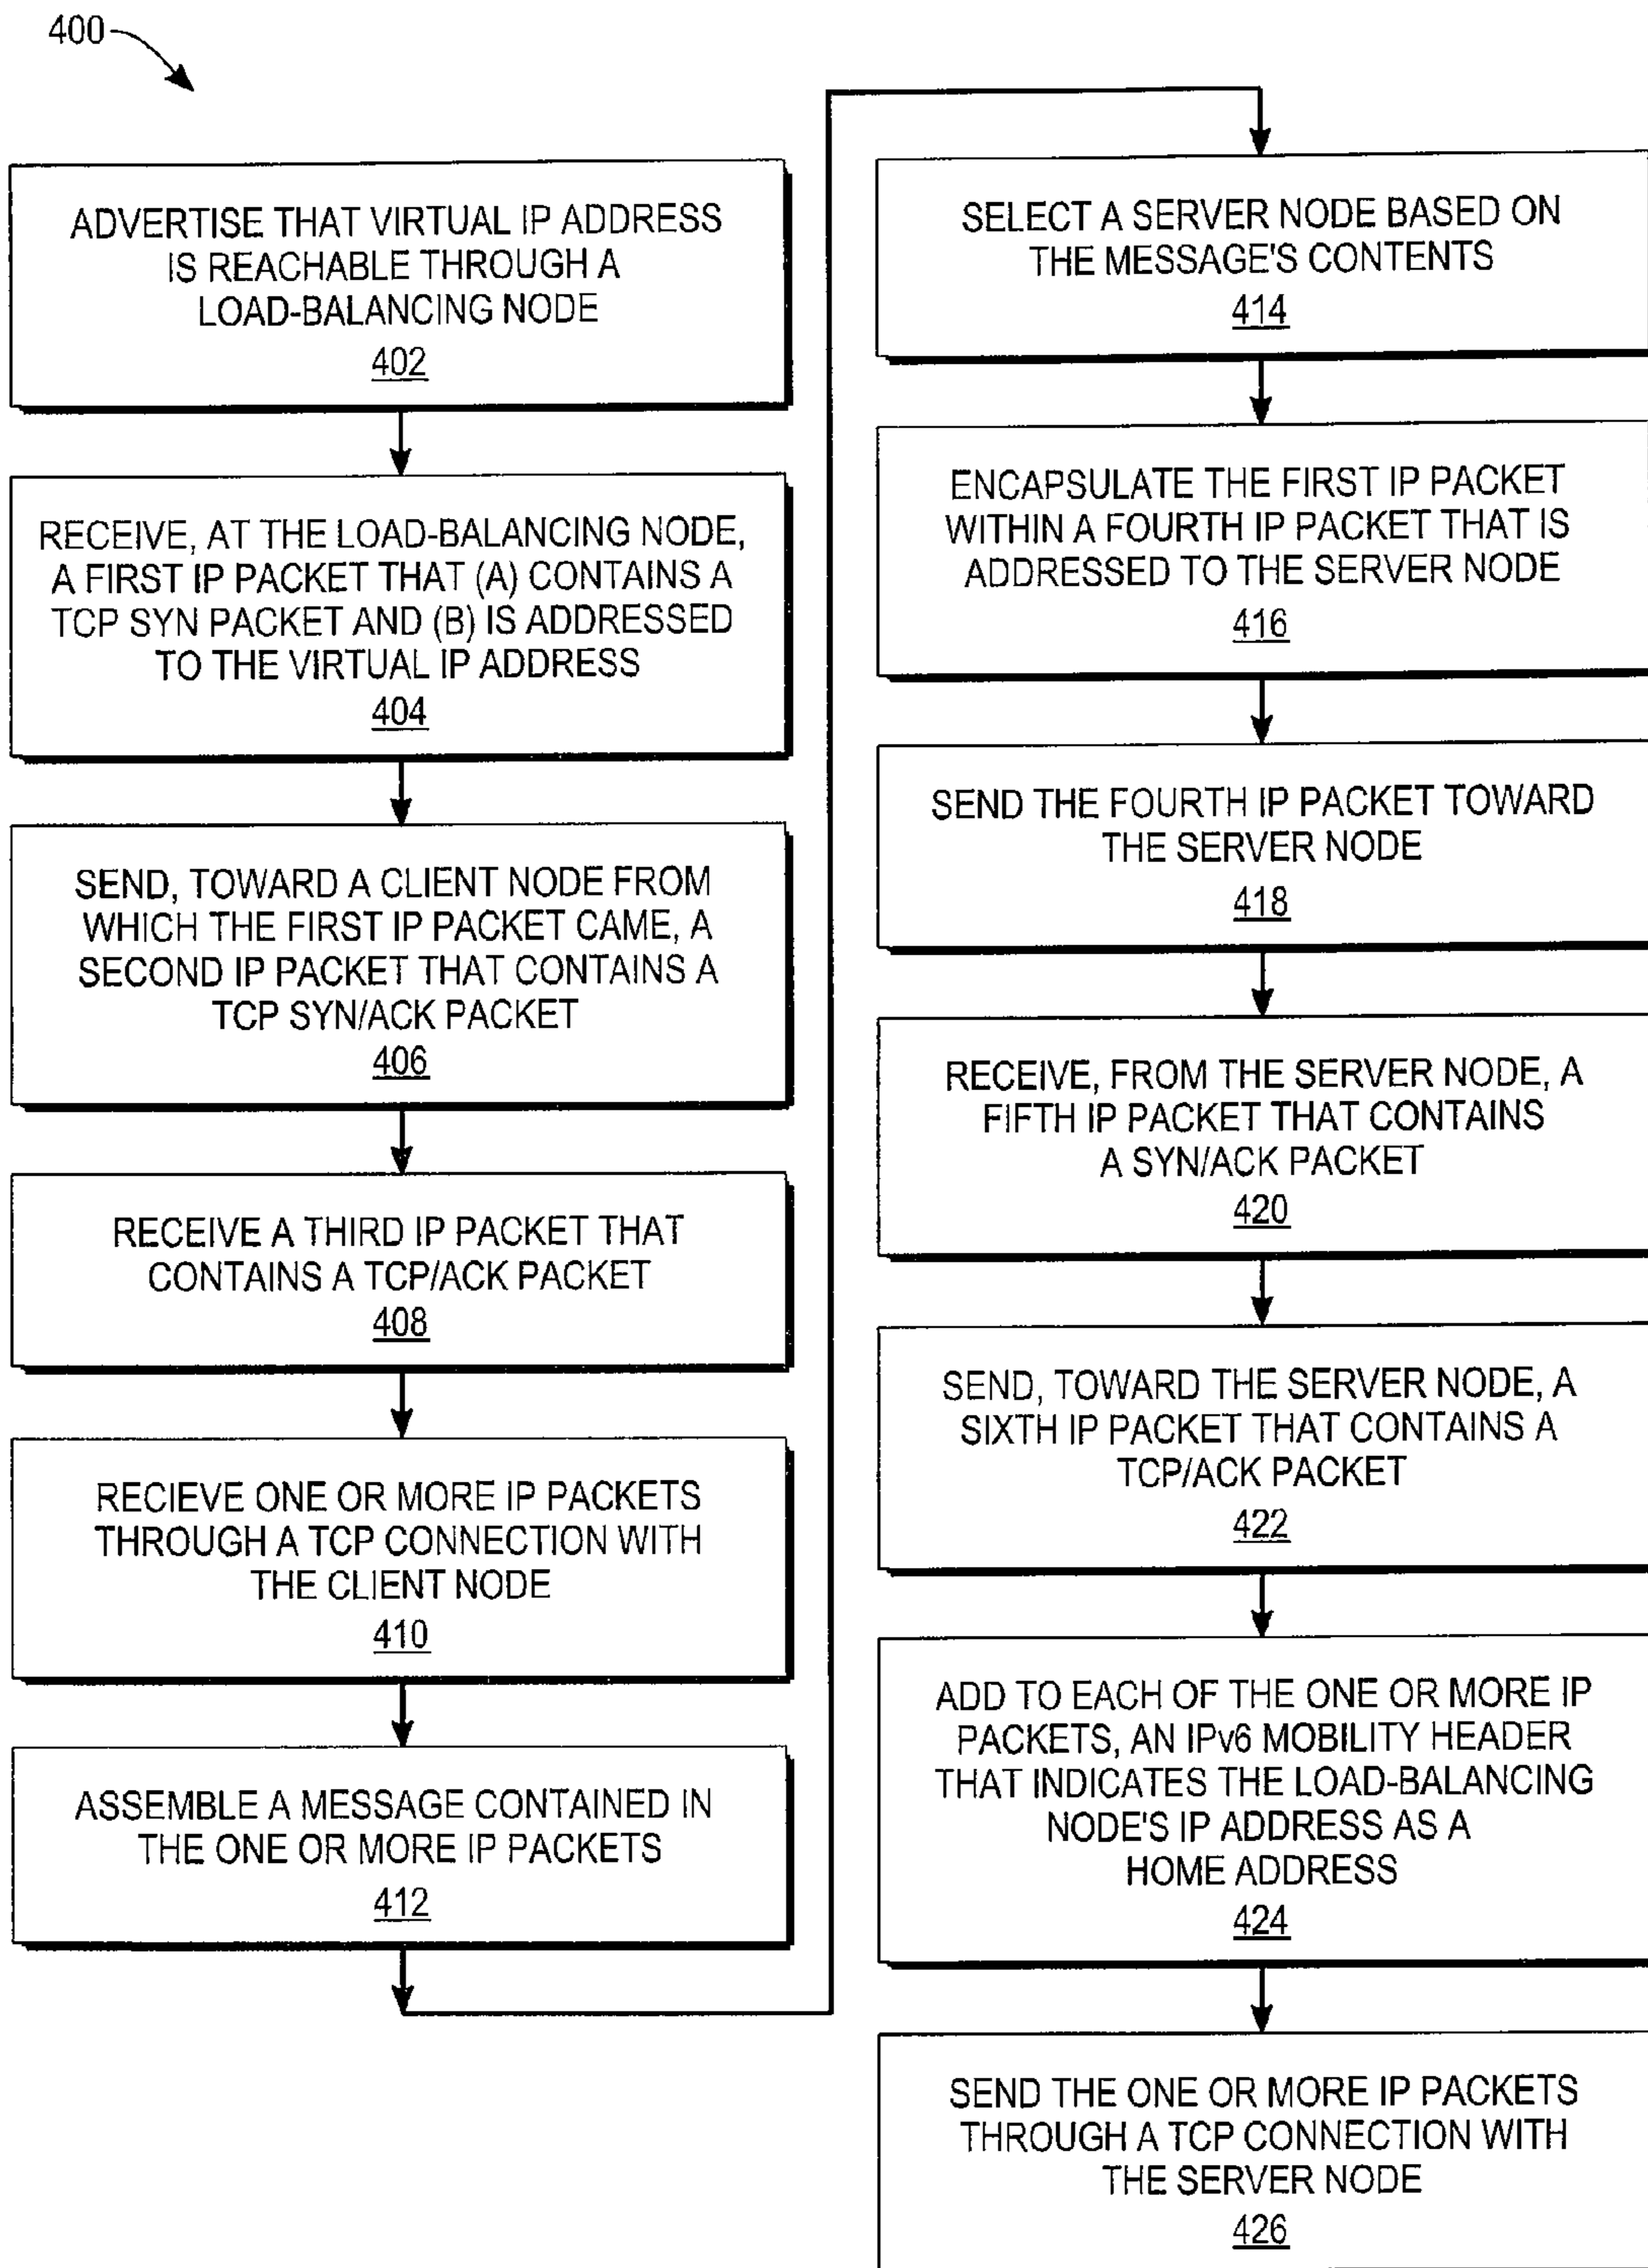 400
ADVERTISE THAT VIRTUAL IP ADDRESS
IS REACHABLE THROUGH A
LOAD-BALANCING NODE
402
RECEIVE, AT THE LOAD-BALANCING NODE,
A FIRST IP PACKET THAT (A) CONTAINS A
TCP SYN PACKET AND (B) IS ADDRESSED
TO THE VIRTUAL IP ADDRESS
404
SEND, TOWARD A CLIENT NODE FROM
WHICH THE FIRST IP PACKET CAME, A
SECOND IP PACKET THAT CONTAINS A
TCP SYN/ACK PACKET
406
RECEIVE A THIRD IP PACKET THAT
CONTAINS A TCP/ACK PACKET
408
RECIEVE ONE OR MORE IP PACKETS
THROUGH A TCP CONNECTION WITH
THE CLIENT NODE
410
ASSEMBLE A MESSAGE CONTAINED IN
THE ONE OR MORE IP PACKETS
412
SELECT A SERVER NODE BASED ON
THE MESSAGE'S CONTENTS
414
ENCAPSULATE THE FIRST IP PACKET
WITHIN A FOURTH IP PACKET THAT IS
ADDRESSED TO THE SERVER NODE
416
SEND THE FOURTH IP PACKET TOWARD
THE SERVER NODE
418
RECEIVE, FROM THE SERVER NODE, A
FIFTH IP PACKET THAT CONTAINS
A SYN/ACK PACKET
420
SEND, TOWARD THE SERVER NODE, A
SIXTH IP PACKET THAT CONTAINS A
TCP/ACK PACKET
422
ADD TO EACH OF THE ONE OR MORE IP
PACKETS, AN IPv6 MOBILITY HEADER
THAT INDICATES THE LOAD-BALANCING
NODE'S IP ADDRESS AS A
HOME ADDRESS
424
SEND THE ONE OR MORE IP PACKETS
THROUGH A TCP CONNECTION WITH
THE SERVER NODE
426